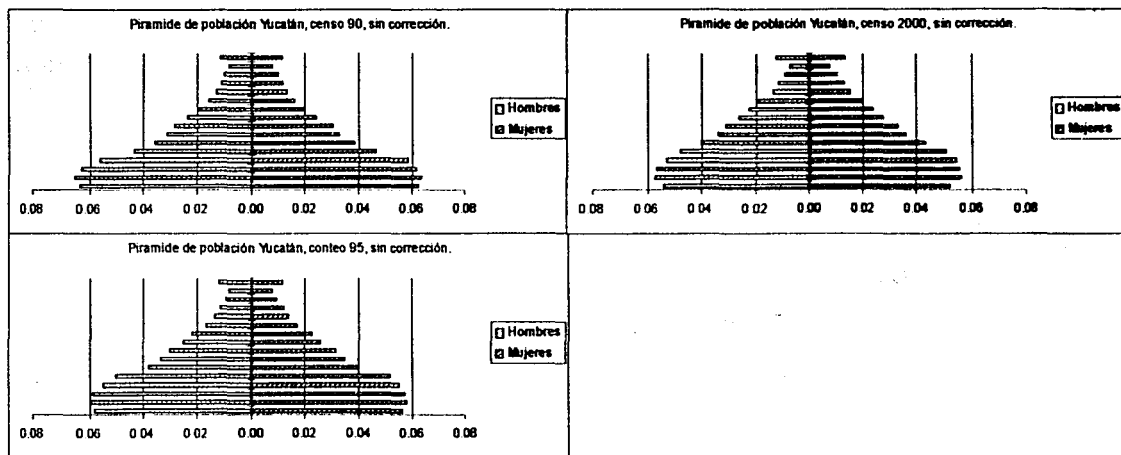 Piramide de población Yucatán, censo 90, sin corrección.
Hombres
Mujeres
0.08 0.06 0.04 0.02 0.00 0.02 0.04 0.06 0.08
Piramide de población Yucatán, censo 2000, sin corrección.
Hombres
Mujeres
0.08 0.06 0.04 0.02 0.00 0.02 0.04 0.06 0.08
Piramide de población Yucatán, conteo 95, sin corrección.
Hombres
Mujeres
0.08 0.06 0.04 0.02 0.00 0.02 0.04 0.06 0.08